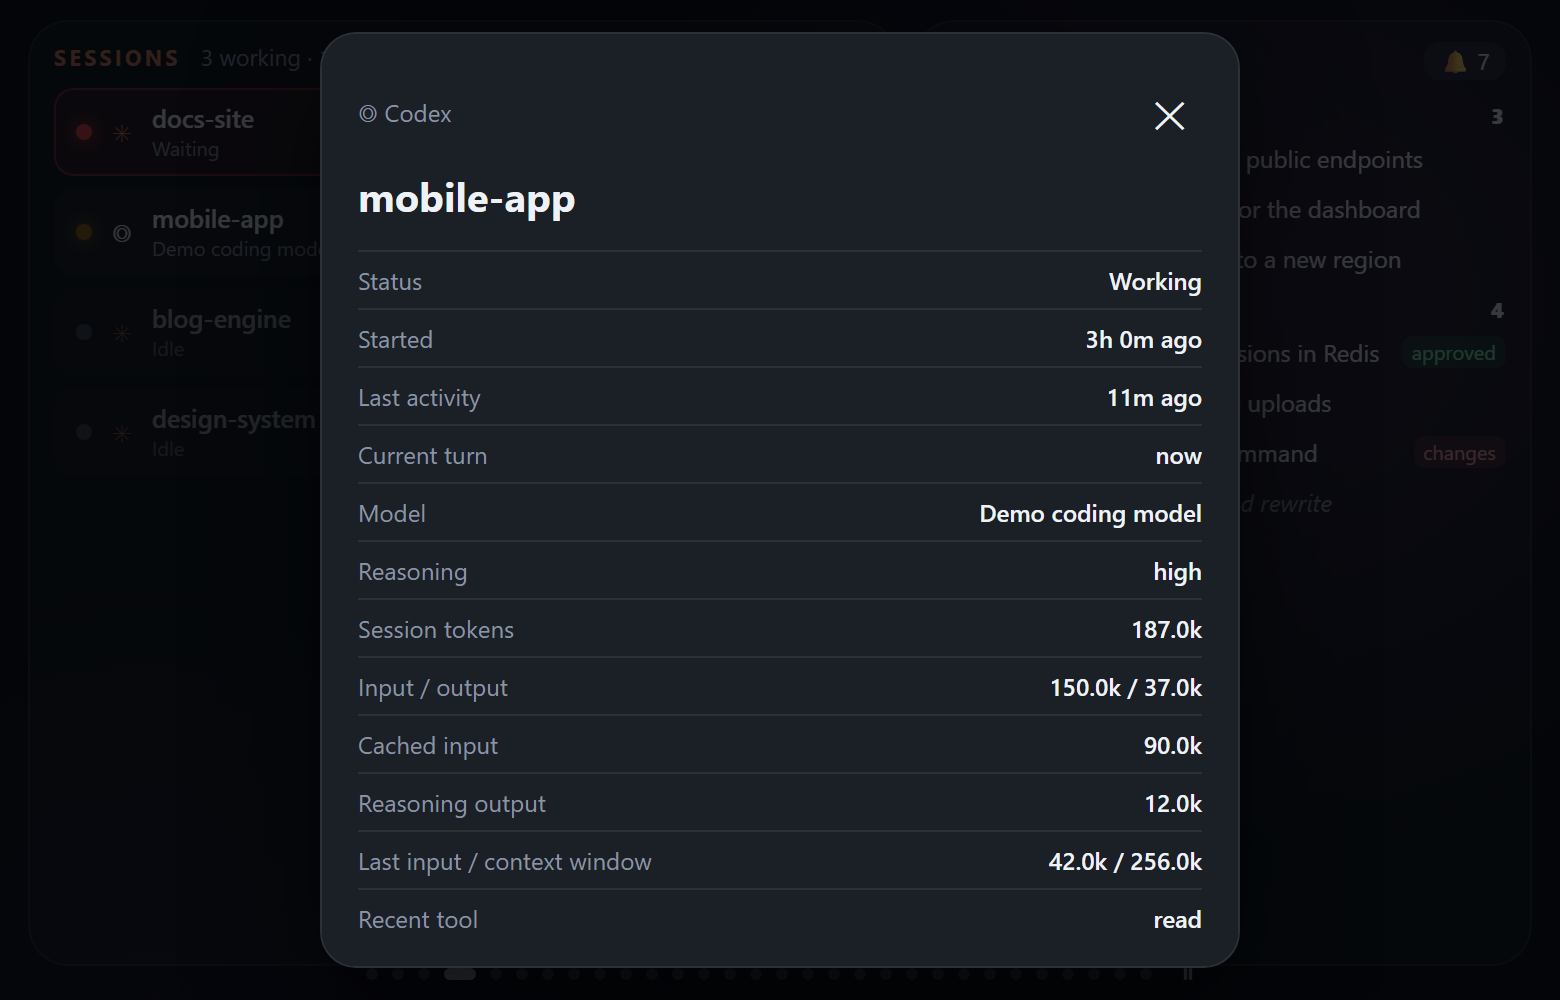 SESSIONS 3 working ·
docs-site
Waiting
mobile-app
Demo coding mode
blog-engine
Idle
design-system
Idle
Codex
mobile-app
Status Working
Started 3h 0m ago
Last activity 11m ago
Current turn now
Model Demo coding model
Reasoning high
Session tokens 187.0k
Input / output 150.0k / 37.0k
Cached input 90.0k
Reasoning output 12.0k
Last input / context window 42.0k / 256.0k
Recent tool read
7
3
public endpoints
or the dashboard
to a new region
4
sions in Redis approved
uploads
mmand changes
d rewrite